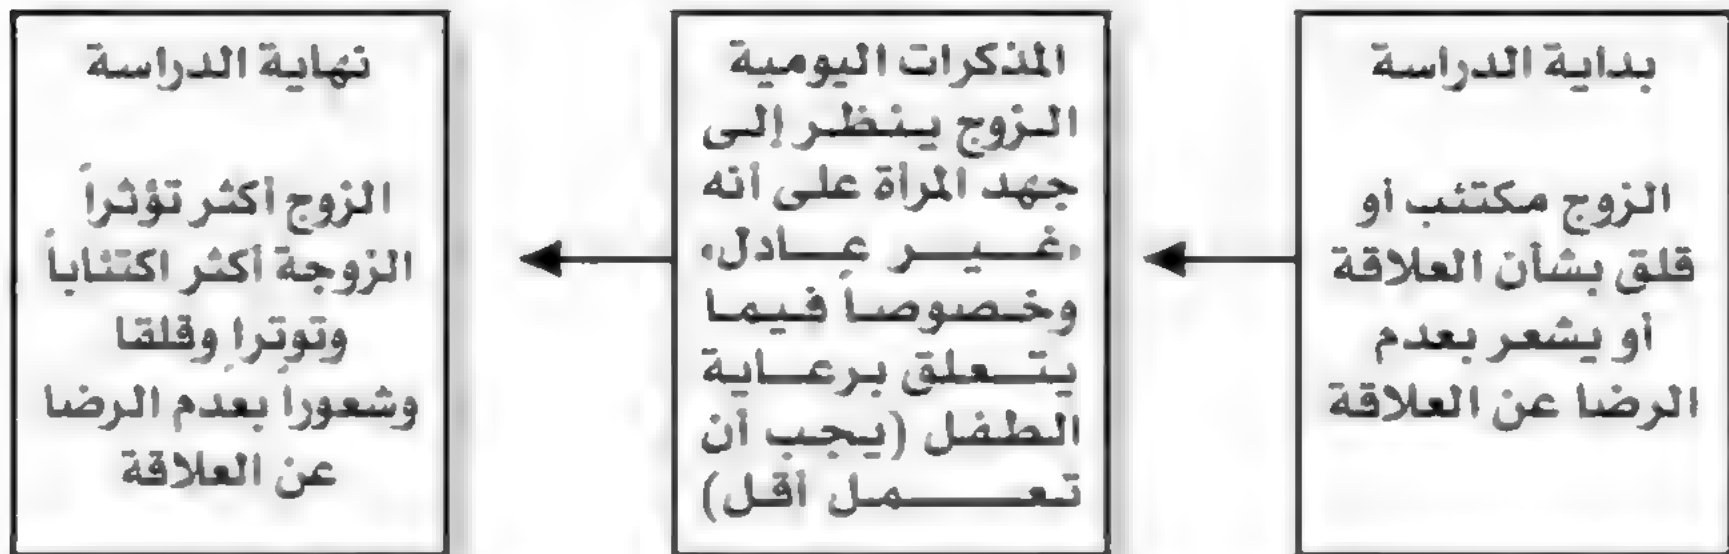 بداية الدراسة
الزوج مكتئب أو
قلق بشأن العلاقة
أو يشعر بعدم
الرضا عن العلاقة
المذكرات اليومية
الزوج ينظر إلى
جهد المرأة على أنه
«غير عادل»
وخصوصاً فيما
يتعلق برعاية
الطفل (يجب أن
تعمل أقل)
نهاية الدراسة
الزوج أكثر تؤثراً
الزوجة أكثر اكتئاباً
وتوتراً وقلقا
وشعورا بعدم الرضا
عن العلاقة